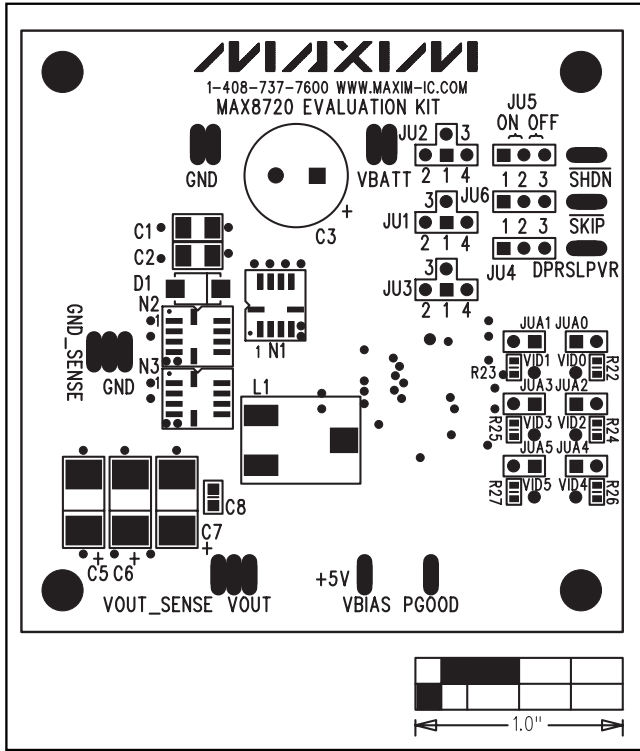 MAXIM
1-408-737-7600 WWW.MAXIM-IC.COM
MAX8720 EVALUATION KIT
JU5
ON OFF
JU2 3
2 1 4
1 2 3
SHDN
GND
VBATT
C3 +
3 JU6
JU1
2 1 4
1 2 3
SKIP
C1
C2
D1
3
JU3
2 1 4
JU4
DPRSLPVR
N2
1
N1
1
GND_SENSE
GND
N3
1
JUA1 JUA0
R23 VID1 VID0 R22
JUA3 JUA2
R25 VID3 VID2 R24
JUA5 JUA4
R27 VID5 VID4 R26
L1
C8
C7
+
+
C5
+
C6
+5V
VOUT_SENSE VOUT
VBIAS PGOOD
1.0"